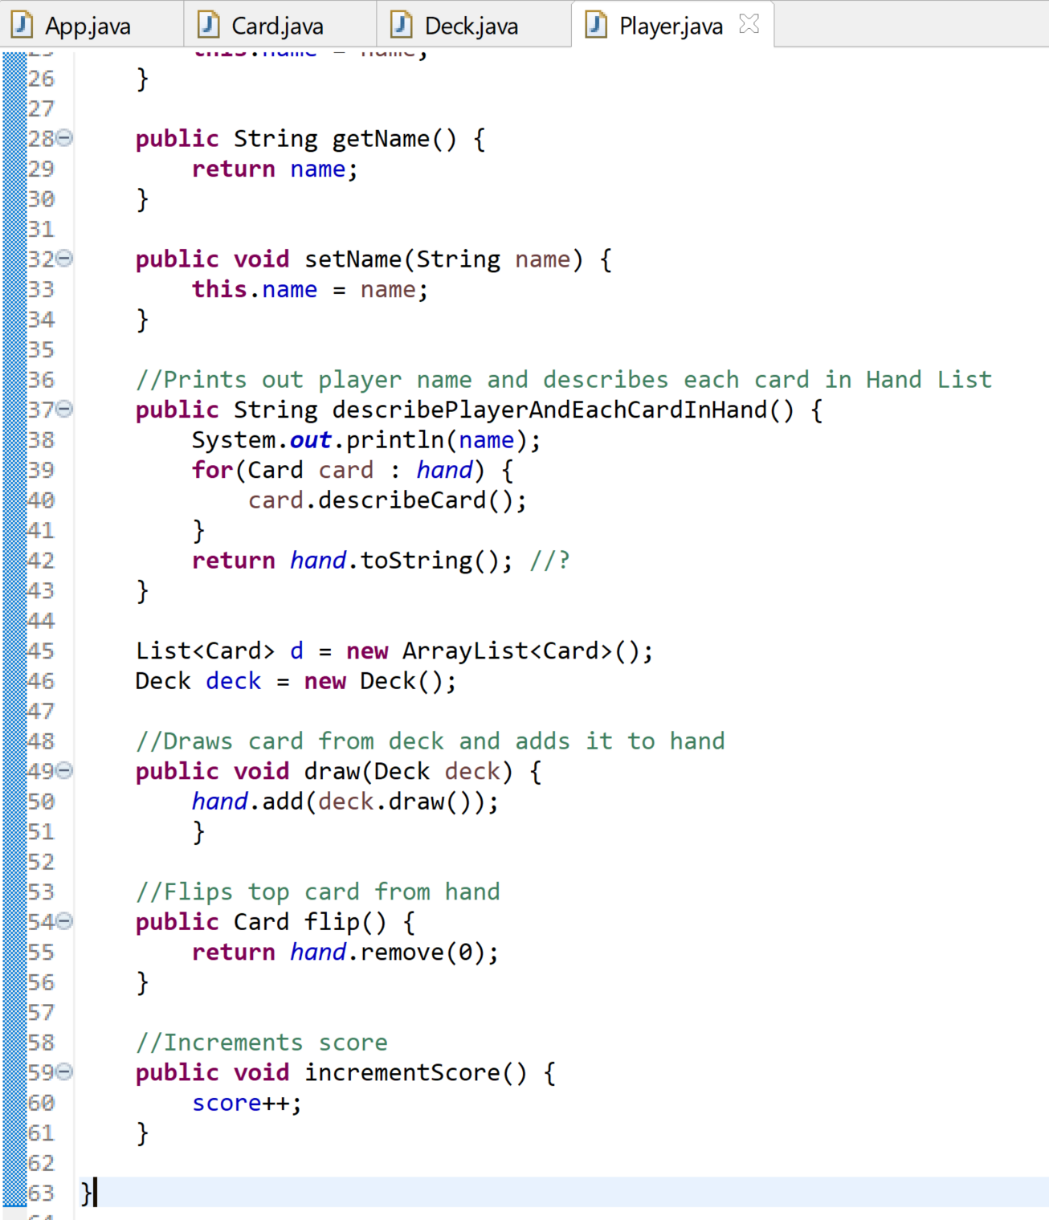 App.java Card.java Deck.java Player.java
25 this.name = name;
26 }
27
28 public String getName() {
29 return name;
30 }
31
32 public void setName(String name) {
33 this.name = name;
34 }
35
36 //Prints out player name and describes each card in Hand List
37 public String describePlayerAndEachCardInHand() {
38 System.out.println(name);
39 for(Card card : hand) {
40 card.describeCard();
41 }
42 return hand.toString(); //?
43 }
44
45 List<Card> d = new ArrayList<Card>();
46 Deck deck = new Deck();
47
48 //Draws card from deck and adds it to hand
49 public void draw(Deck deck) {
50 hand.add(deck.draw());
51 }
52
53 //Flips top card from hand
54 public Card flip() {
55 return hand.remove(0);
56 }
57
58 //Increments score
59 public void incrementScore() {
60 score++;
61 }
62
63 }
64